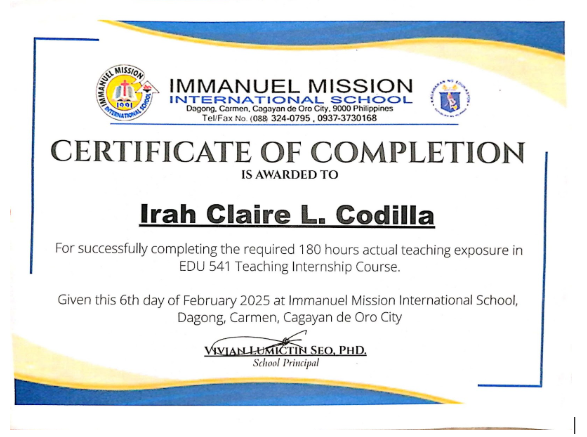 IMMANUEL MISSION
INTERNATIONAL SCHOOL
1991
IMMANUEL MISSION
INTERNATIONAL SCHOOL
Dagong, Carmen, Cagayan de Oro City, 9000 Philippines
Tel/Fax No. (088 324-0795 , 0937-3730168
CERTIFICATE OF COMPLETION
IS AWARDED TO
Irah Claire L. Codilla
For successfully completing the required 180 hours actual teaching exposure in
EDU 541 Teaching Internship Course.
Given this 6th day of February 2025 at Immanuel Mission International School,
Dagong, Carmen, Cagayan de Oro City
VIVIAN LUMICTIN SEO, PHD.
School Principal